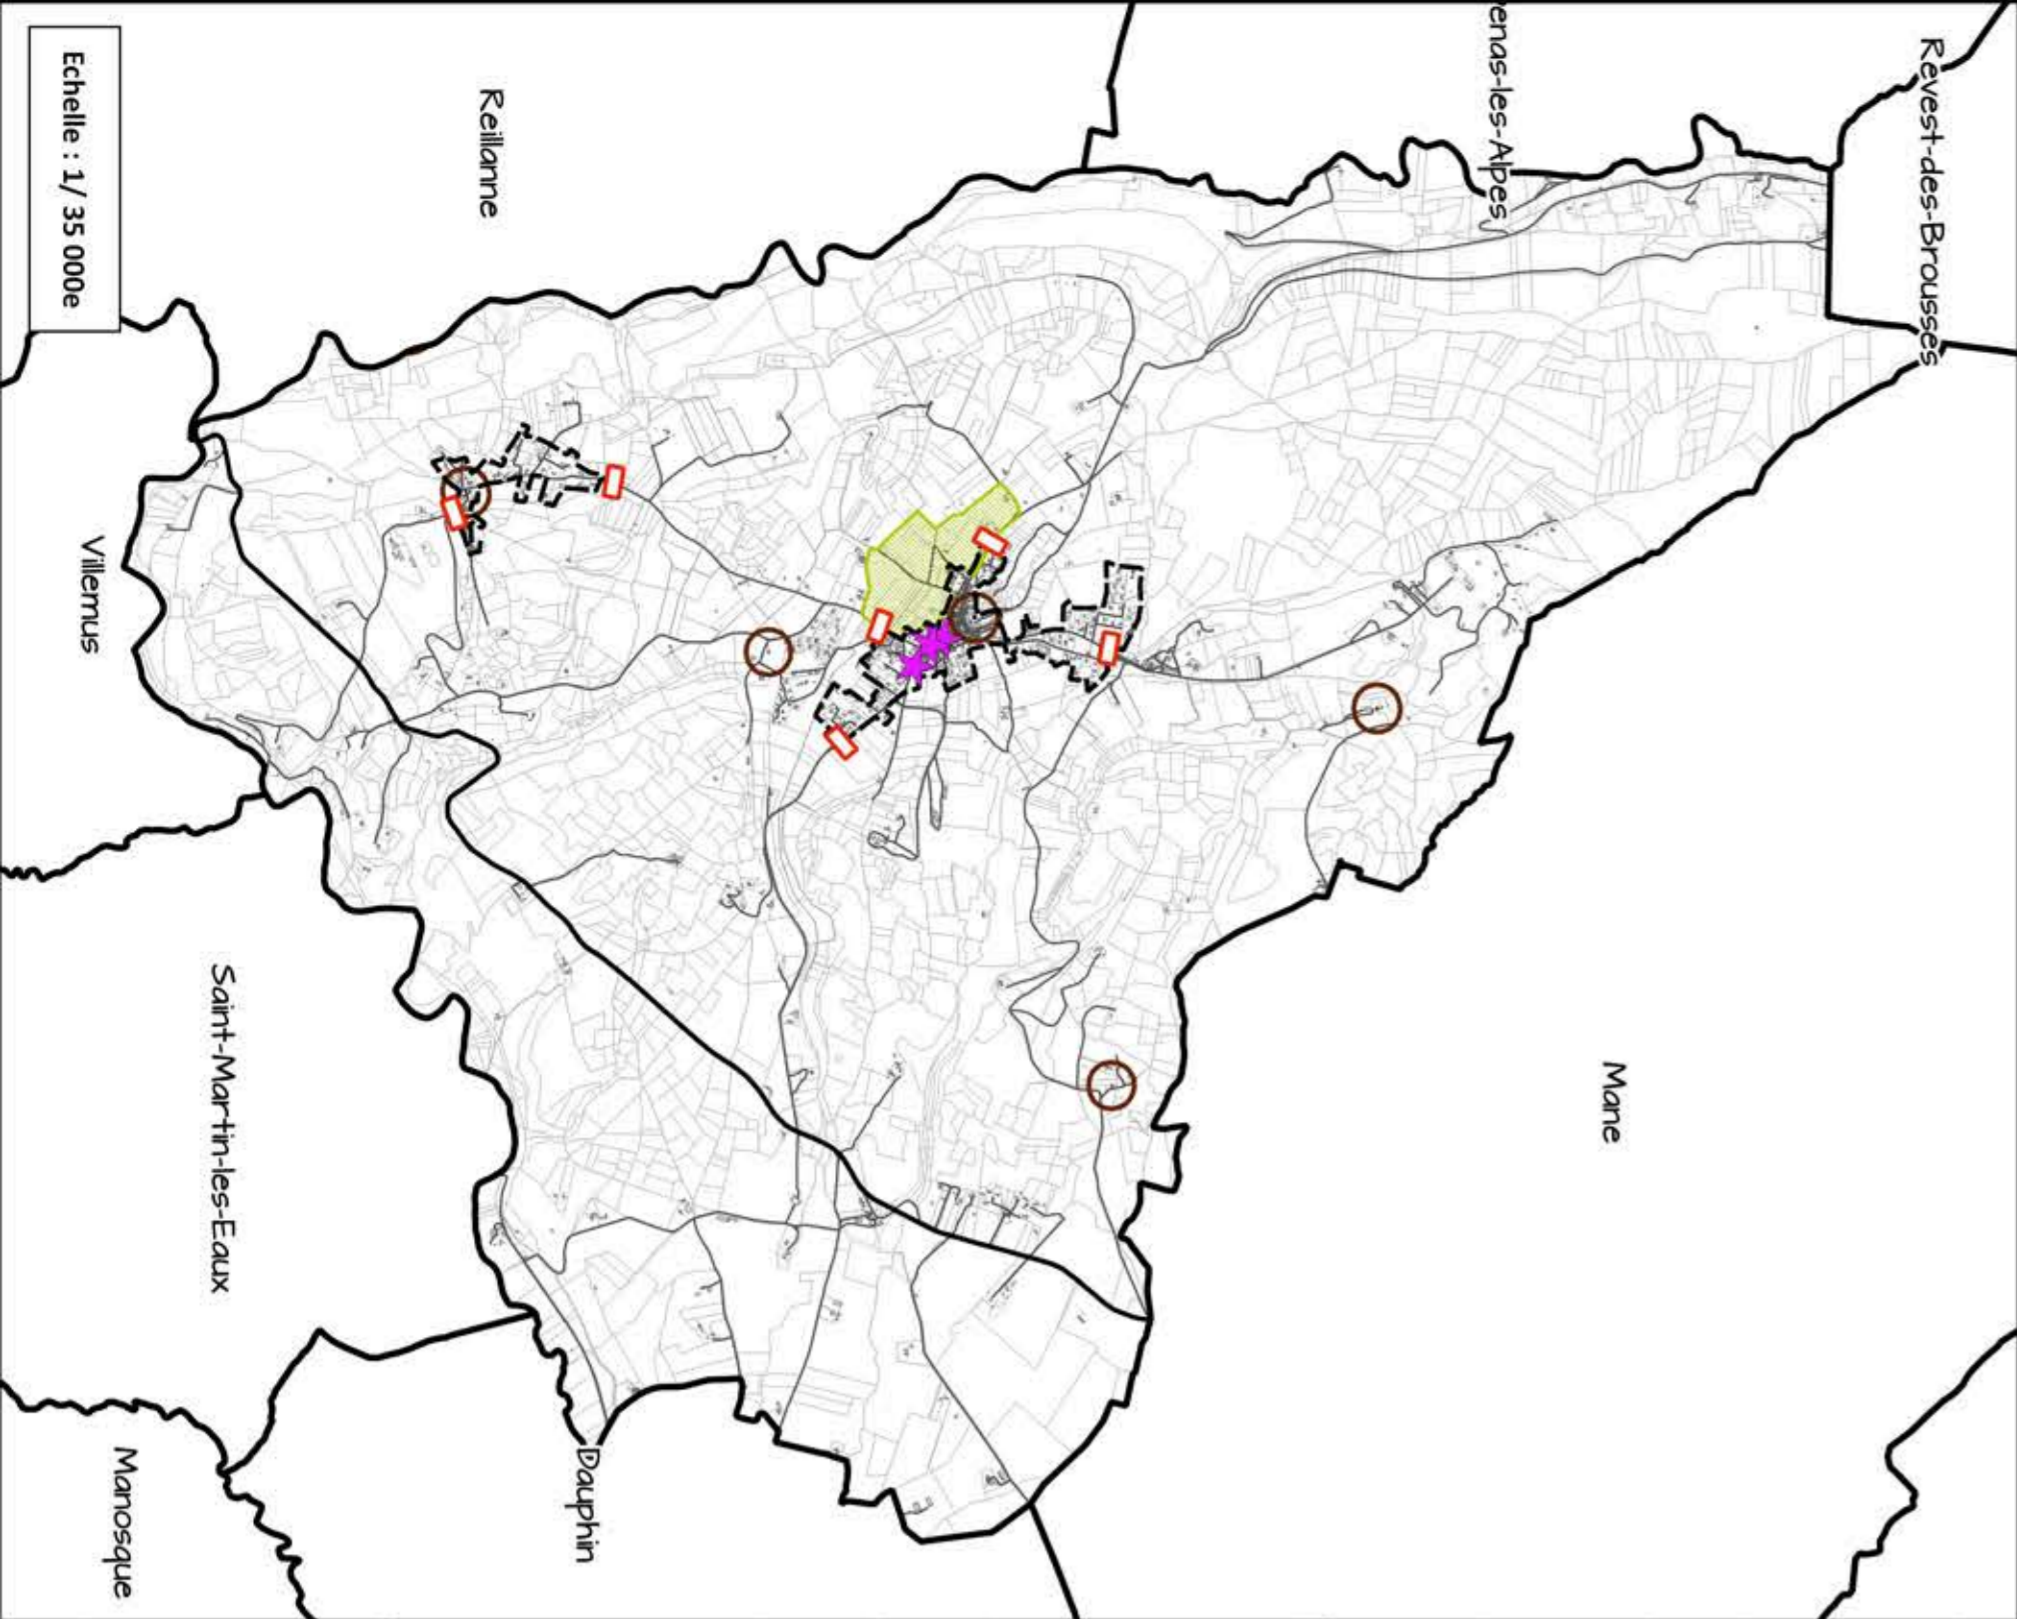 Revest-des-Brousses
enas-les-Alpes
Mane
Reillanne
Dauphin
Saint-Martin-les-Eaux
Manosque
Villemus
Echelle : 1/ 35 000e